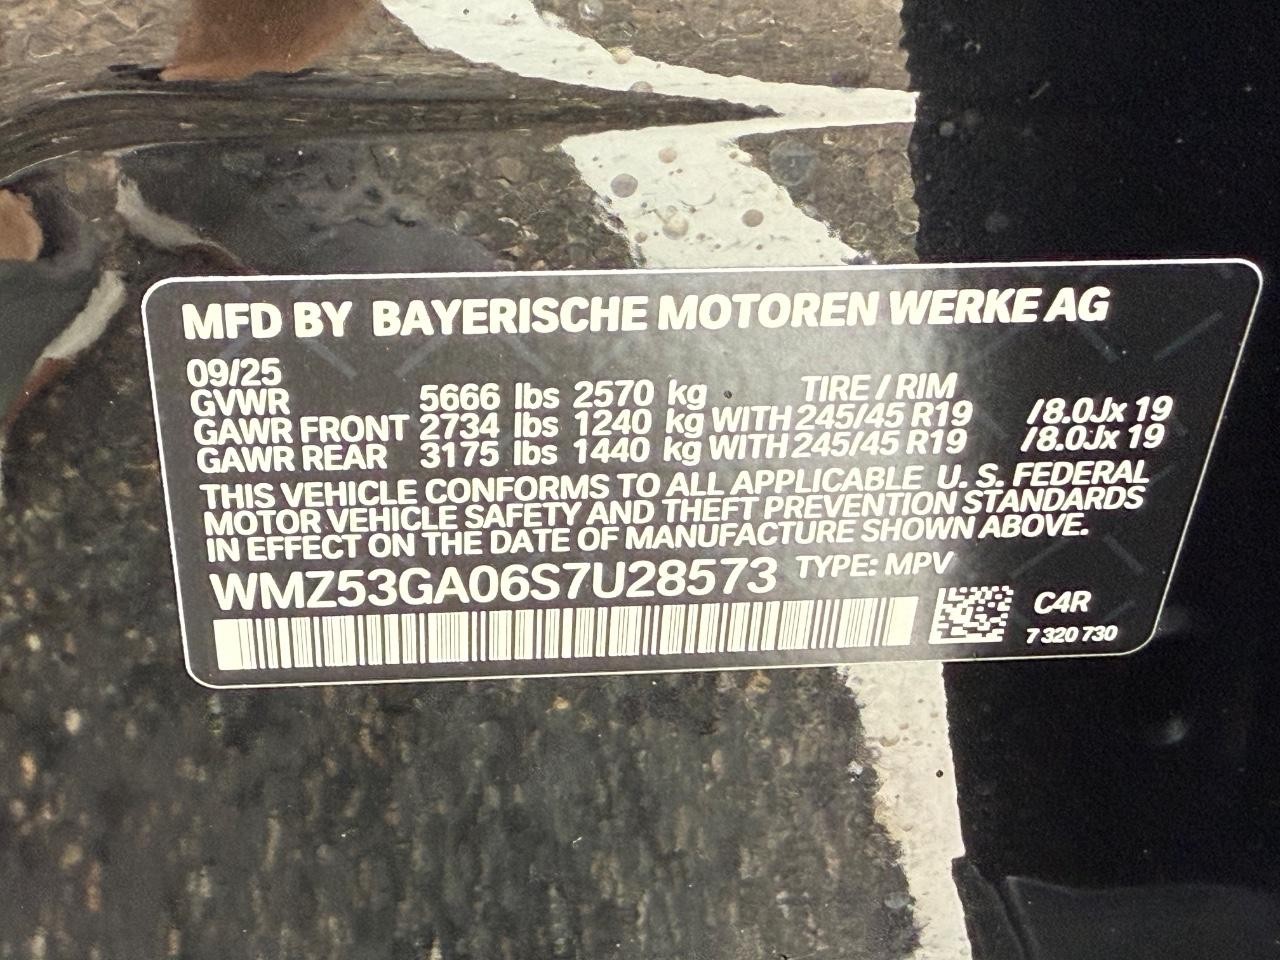 MFD BY BAYERISCHE MOTOREN WERKE AG
09/25
GVWR 5666 lbs 2570 kg TIRE / RIM
GAWR FRONT 2734 lbs 1240 kg WITH 245/45 R19 /8.0Jx 19
GAWR REAR 3175 lbs 1440 kg WITH 245/45 R19 /8.0Jx 19
THIS VEHICLE CONFORMS TO ALL APPLICABLE U. S. FEDERAL
MOTOR VEHICLE SAFETY AND THEFT PREVENTION STANDARDS
IN EFFECT ON THE DATE OF MANUFACTURE SHOWN ABOVE.
WMZ53GA06S7U28573 TYPE: MPV
C4R
7 320 730